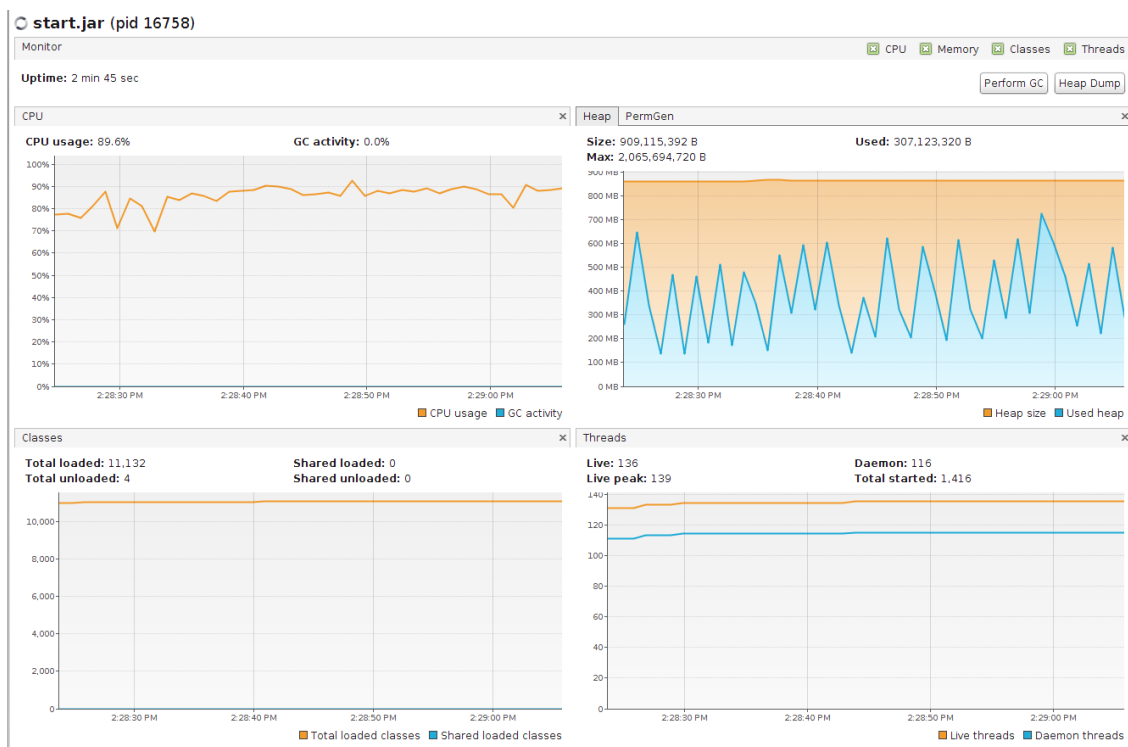 start.jar (pid 16758)
Monitor
CPU Memory Classes Threads
Uptime: 2 min 45 sec
Perform GC Heap Dump
CPU
CPU usage: 89.6% GC activity: 0.0%
100%
90%
80%
70%
60%
50%
40%
30%
20%
10%
0%
2:28:30 PM 2:28:40 PM 2:28:50 PM 2:29:00 PM
CPU usage GC activity
Heap PermGen
Size: 909,115,392 B Used: 307,123,320 B
Max: 2,065,694,720 B
900 MB
800 MB
700 MB
600 MB
500 MB
400 MB
300 MB
200 MB
100 MB
0 MB
2:28:30 PM 2:28:40 PM 2:28:50 PM 2:29:00 PM
Heap size Used heap
Classes
Total loaded: 11,132 Shared loaded: 0
Total unloaded: 4 Shared unloaded: 0
10,000
8,000
6,000
4,000
2,000
0
2:28:30 PM 2:28:40 PM 2:28:50 PM 2:29:00 PM
Total loaded classes Shared loaded classes
Threads
Live: 136 Daemon: 116
Live peak: 139 Total started: 1,416
140
120
100
80
60
40
20
0
2:28:30 PM 2:28:40 PM 2:28:50 PM 2:29:00 PM
Live threads Daemon threads